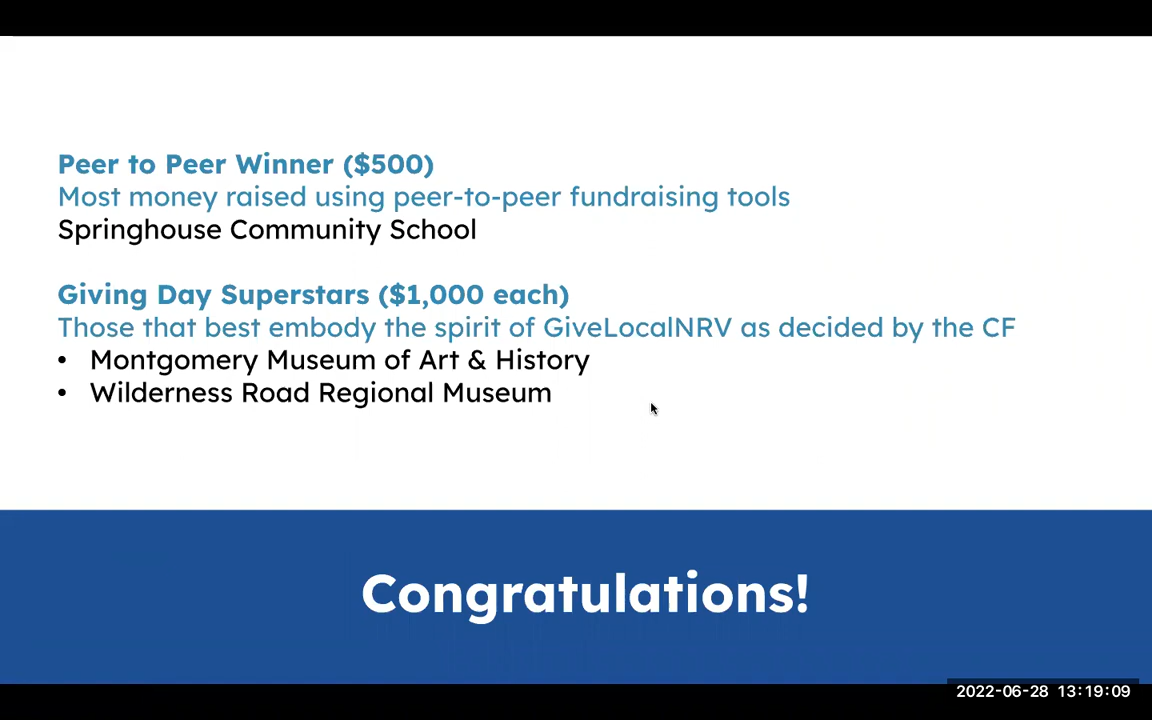 Peer to Peer Winner ($500)
Most money raised using peer-to-peer fundraising tools
Springhouse Community School
Giving Day Superstars ($1,000 each)
Those that best embody the spirit of GiveLocalNRV as decided by the CF
• Montgomery Museum of Art & History
• Wilderness Road Regional Museum
Congratulations!
2022-06-28 13:19:09